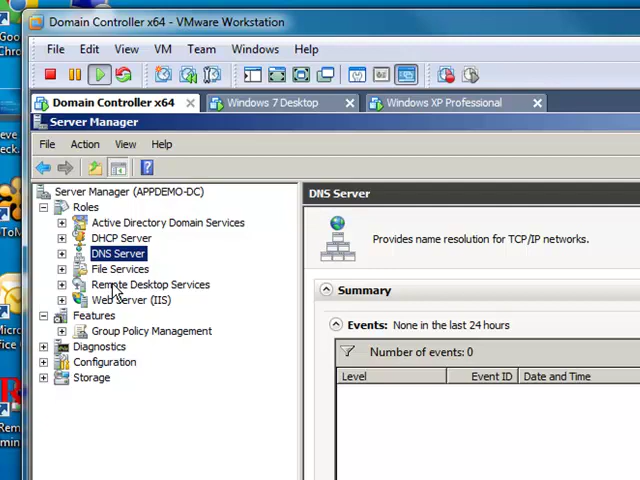 Domain Controller x64 - VMware Workstation
File Edit View VM Team Windows Help
Domain Controller x64 Windows 7 Desktop Windows XP Professional
Server Manager
File Action View Help
Server Manager (APPDEMO-DC)
Roles
Active Directory Domain Services
DHCP Server
DNS Server
File Services
Remote Desktop Services
Web Server (IIS)
Features
Group Policy Management
Diagnostics
Configuration
Storage
DNS Server
Provides name resolution for TCP/IP networks.
Summary
Events: None in the last 24 hours
Number of events: 0
Level Event ID Date and Time